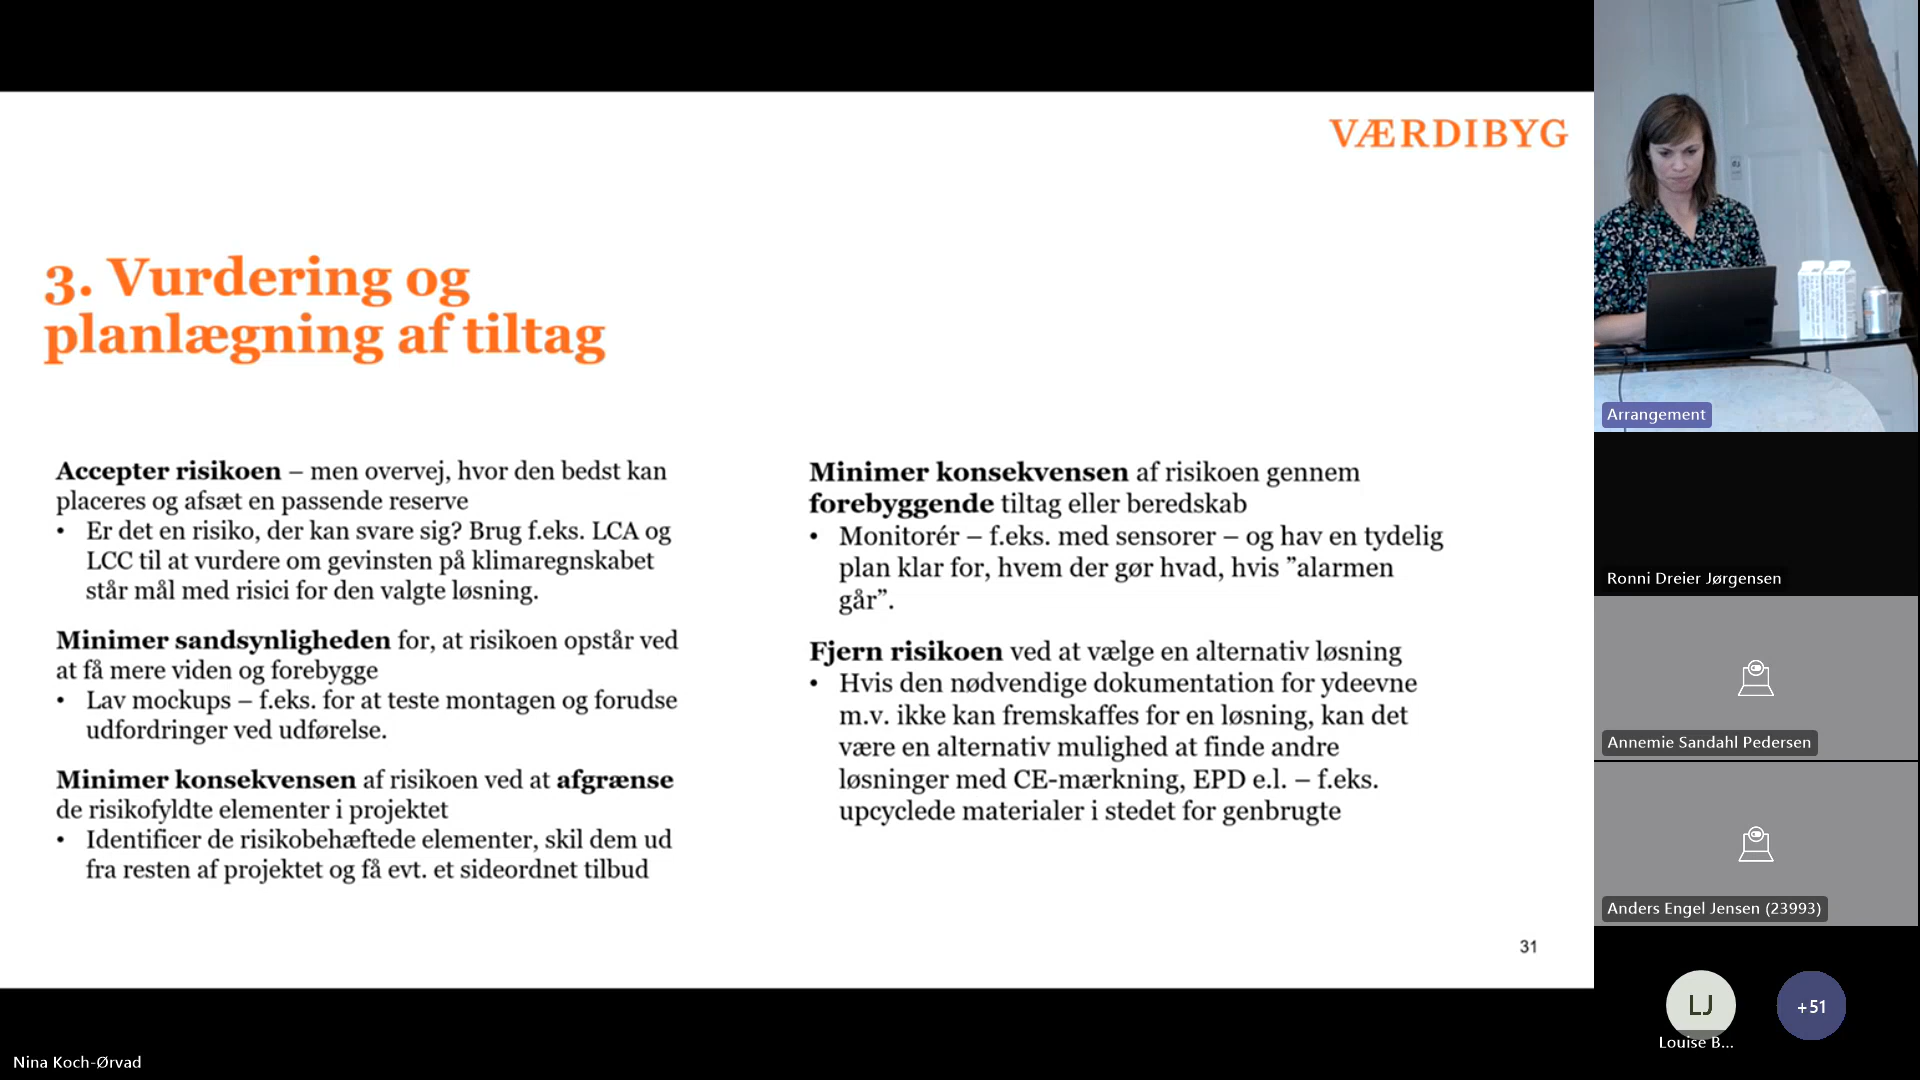 VÆRDIBYG
3. Vurdering og
planlægning af tiltag
Accepter risikoen – men overvej, hvor den bedst kan
placeres og afsæt en passende reserve
• Er det en risiko, der kan svare sig? Brug f.eks. LCA og
LCC til at vurdere om gevinsten på klimaregnskabet
står mål med risici for den valgte løsning.
Minimer sandsynligheden for, at risikoen opstår ved
at få mere viden og forebygge
• Lav mockups – f.eks. for at teste montagen og forudse
udfordringer ved udførelse.
Minimer konsekvensen af risikoen ved at afgrænse
de risikofyldte elementer i projektet
• Identificer de risikobehæftede elementer, skil dem ud
fra resten af projektet og få evt. et sideordnet tilbud
Minimer konsekvensen af risikoen gennem
forebyggende tiltag eller beredskab
• Monitorér – f.eks. med sensorer – og hav en tydelig
plan klar for, hvem der gør hvad, hvis ”alarmen
går”.
Fjern risikoen ved at vælge en alternativ løsning
• Hvis den nødvendige dokumentation for ydeevne
m.v. ikke kan fremskaffes for en løsning, kan det
være en alternativ mulighed at finde andre
løsninger med CE-mærkning, EPD e.l. – f.eks.
upcyclede materialer i stedet for genbrugte
31
Nina Koch-Ørvad
Arrangement
Ronni Dreier Jørgensen
Annemie Sandahl Pedersen
Anders Engel Jensen (23993)
LJ
+51
Louise B...